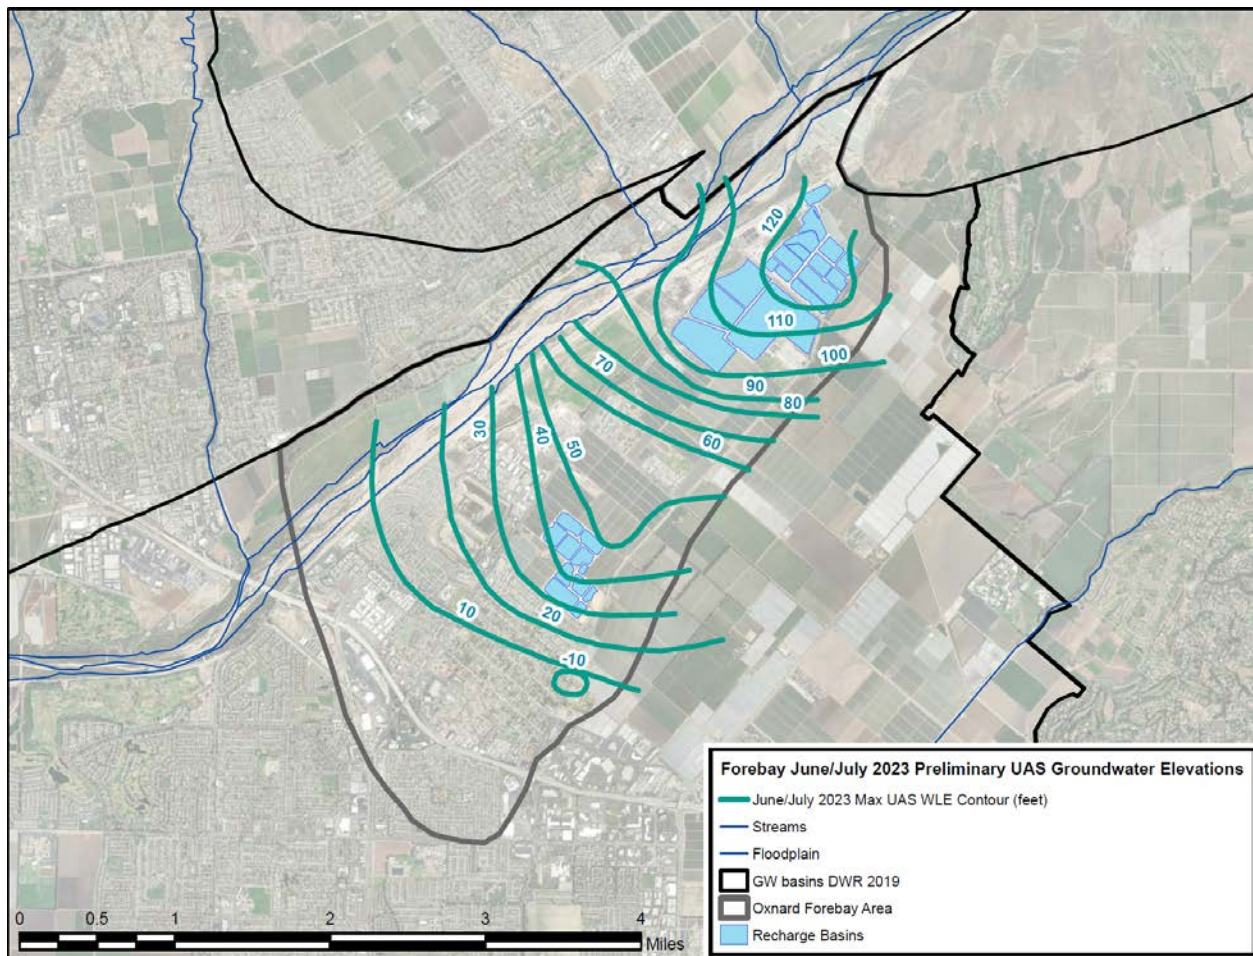 120
110
100
90
80
70
60
50
40
30
20
10
-10
Forebay June/July 2023 Preliminary UAS Groundwater Elevations
June/July 2023 Max UAS WLE Contour (feet)
Streams
Floodplain
GW basins DWR 2019
Oxnard Forebay Area
Recharge Basins
0 0.5 1 2 3 4
Miles